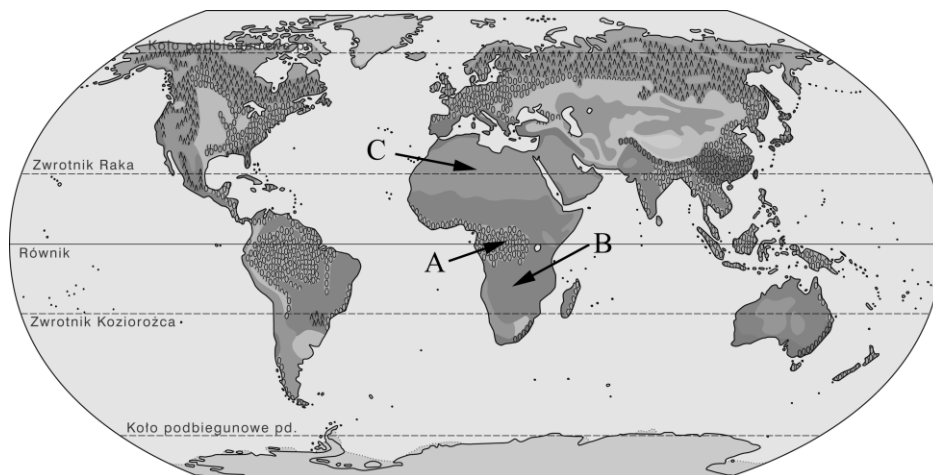 Koło podbiegunowe pn.
C
Zwrotnik Raka
Równik
A
B
Zwrotnik Koziorożca
Koło podbiegunowe pd.